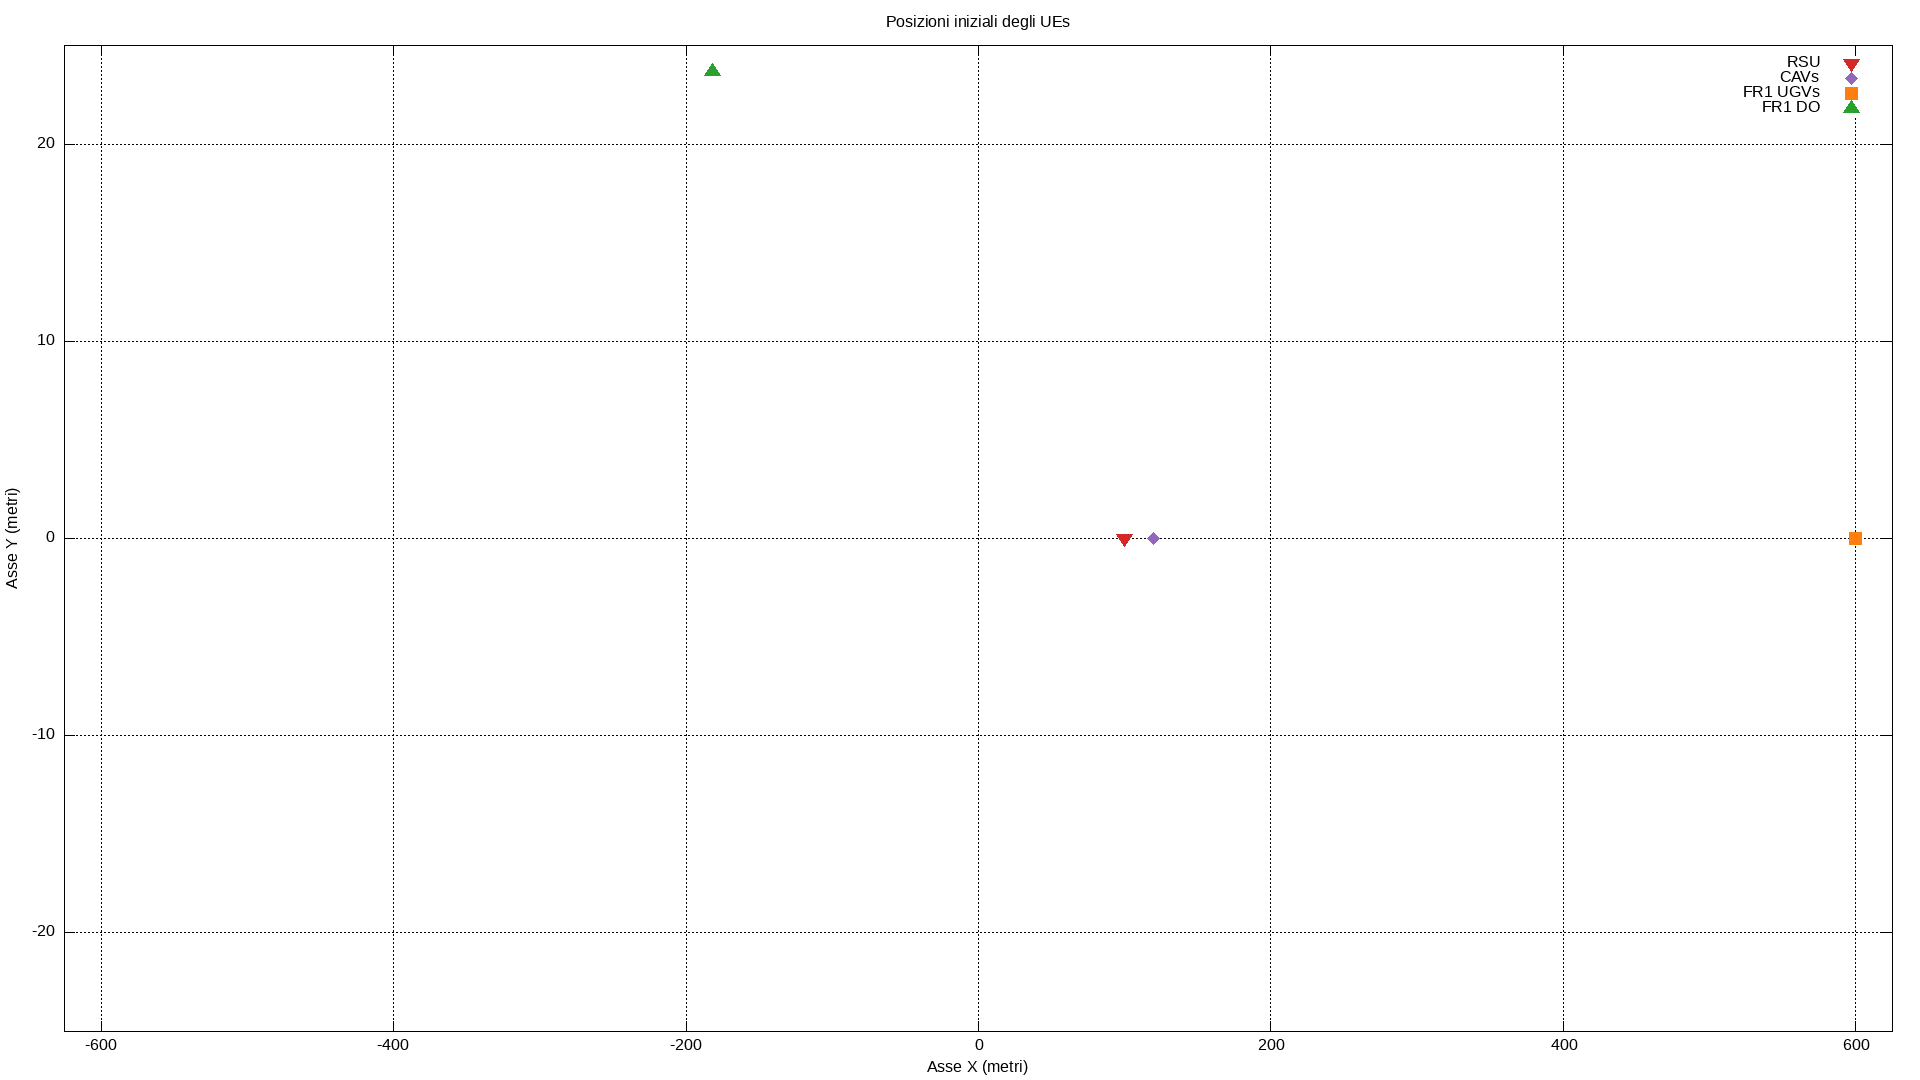 Posizioni iniziali degli UEs
RSU
CAVs
FR1 UGVs
FR1 DO
20
10
0
-10
-20
Asse Y (metri)
-600
-400
-200
0
200
400
600
Asse X (metri)